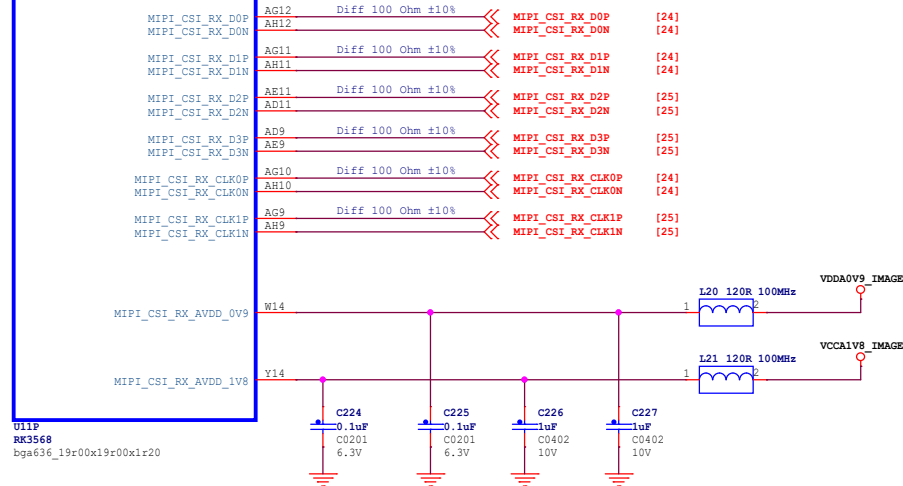 MIPI_CSI_RX_D0P AG12 Diff 100 Ohm ±10% MIPI_CSI_RX_D0P [24]
MIPI_CSI_RX_D0N AH12 MIPI_CSI_RX_D0N [24]
MIPI_CSI_RX_D1P AG11 Diff 100 Ohm ±10% MIPI_CSI_RX_D1P [24]
MIPI_CSI_RX_D1N AH11 MIPI_CSI_RX_D1N [24]
MIPI_CSI_RX_D2P AE11 Diff 100 Ohm ±10% MIPI_CSI_RX_D2P [25]
MIPI_CSI_RX_D2N AD11 MIPI_CSI_RX_D2N [25]
MIPI_CSI_RX_D3P AD9 Diff 100 Ohm ±10% MIPI_CSI_RX_D3P [25]
MIPI_CSI_RX_D3N AE9 MIPI_CSI_RX_D3N [25]
MIPI_CSI_RX_CLK0P AG10 Diff 100 Ohm ±10% MIPI_CSI_RX_CLK0P [24]
MIPI_CSI_RX_CLK0N AH10 MIPI_CSI_RX_CLK0N [24]
MIPI_CSI_RX_CLK1P AG9 Diff 100 Ohm ±10% MIPI_CSI_RX_CLK1P [25]
MIPI_CSI_RX_CLK1N AH9 MIPI_CSI_RX_CLK1N [25]
VDDA0V9_IMAGE
L20 120R 100MHz
MIPI_CSI_RX_AVDD_0V9 W14 1 2
VCCA1V8_IMAGE
L21 120R 100MHz
MIPI_CSI_RX_AVDD_1V8 Y14 1 2
C224 C225 C226 C227
0.1uF 0.1uF 1uF 1uF
C0201 C0201 C0402 C0402
6.3V 6.3V 10V 10V
U11P
RK3568
bga636_19r00x19r00x1r20